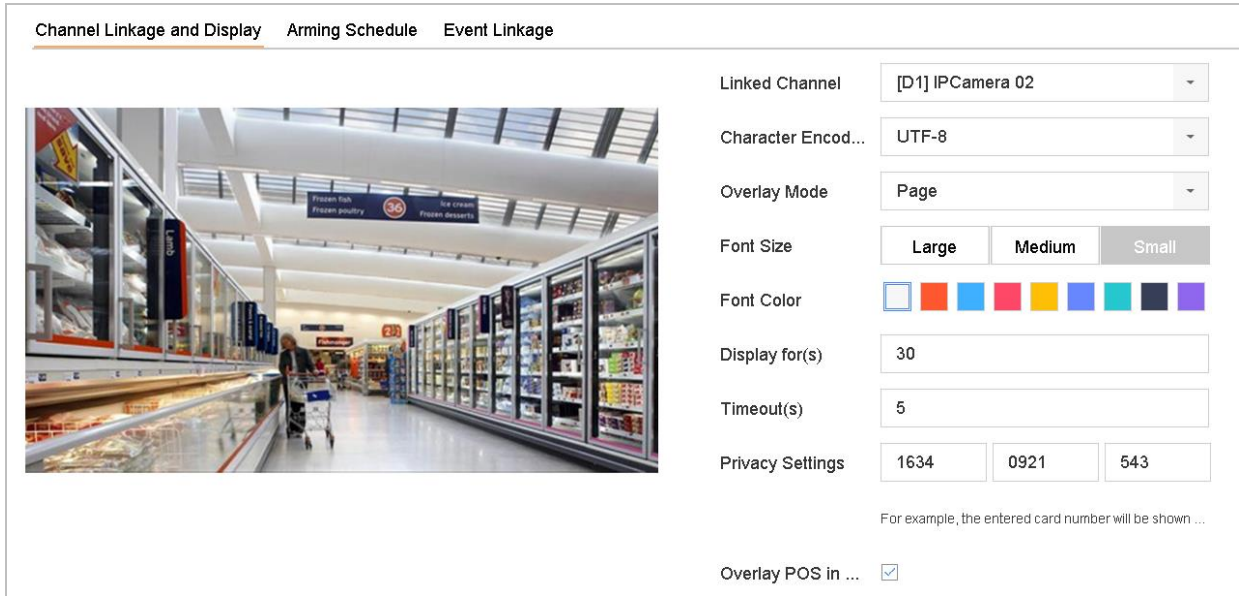 Channel Linkage and Display Arming Schedule Event Linkage
Linked Channel [D1] IPCamera 02
Character Encod... UTF-8
Overlay Mode Page
Font Size Large Medium Small
Font Color
Display for(s) 30
Timeout(s) 5
Privacy Settings 1634 0921 543
For example, the entered card number will be shown ...
Overlay POS in ...
Frozen fish
Frozen poultry
36
Ice cream
Frozen desserts
Lamb